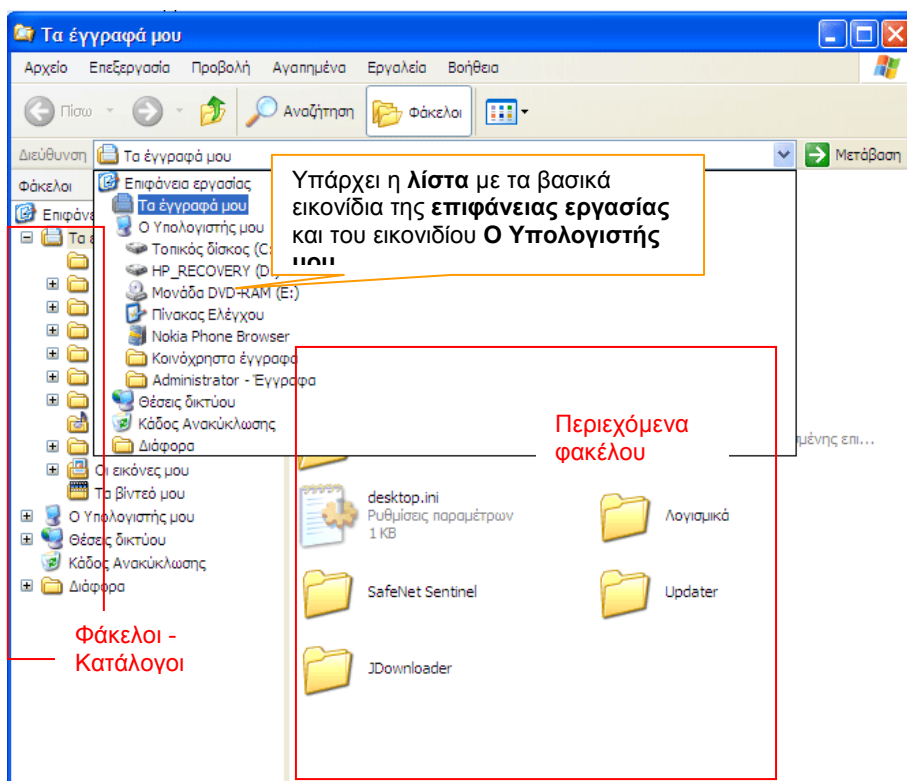 Τα έγγραφά μου
Αρχείο Επεξεργασία Προβολή Αγαπημένα Εργαλεία Βοήθεια
Πίσω Αναζήτηση Φάκελοι
Διεύθυνση Τα έγγραφά μου Μετάβαση
Φάκελοι
Επιφάνεια εργασίας
Τα έγγραφά μου
Ο Υπολογιστής μου
Τοπικός δίσκος (C:
HP_RECOVERY (D:)
Μονάδα DVD-RAM (E:)
Πίνακας Ελέγχου
Nokia Phone Browser
Κοινόχρηστα έγγραφα
Administrator - Έγγραφα
Θέσεις δικτύου
Κάδος Ανακύκλωσης
Διάφορα
Υπάρχει η λίστα με τα βασικά
εικονίδια της επιφάνειας εργασίας
και του εικονιδίου Ο Υπολογιστής
μου
Επιφάνε
Τα έ
Οι εικόνες μου
Τα βίντεό μου
Ο Υπολογιστής μου
Θέσεις δικτύου
Κάδος Ανακύκλωσης
Διάφορα
Φάκελοι -
Κατάλογοι
Περιεχόμενα
φακέλου
μένης επι...
desktop.ini
Ρυθμίσεις παραμέτρων
1 KB
Λογισμικά
SafeNet Sentinel
Updater
JDownloader